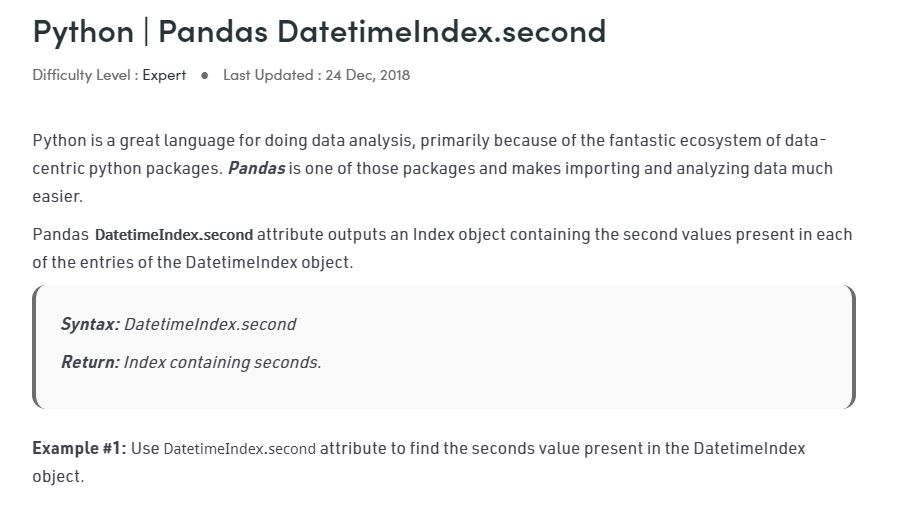 Python | Pandas DatetimeIndex.second
Difficulty Level : Expert ● Last Updated : 24 Dec, 2018
Python is a great language for doing data analysis, primarily because of the fantastic ecosystem of data-
centric python packages. Pandas is one of those packages and makes importing and analyzing data much
easier.
Pandas DatetimeIndex.second attribute outputs an Index object containing the second values present in each
of the entries of the DatetimeIndex object.
Syntax: DatetimeIndex.second
Return: Index containing seconds.
Example #1: Use DatetimeIndex.second attribute to find the seconds value present in the DatetimeIndex
object.